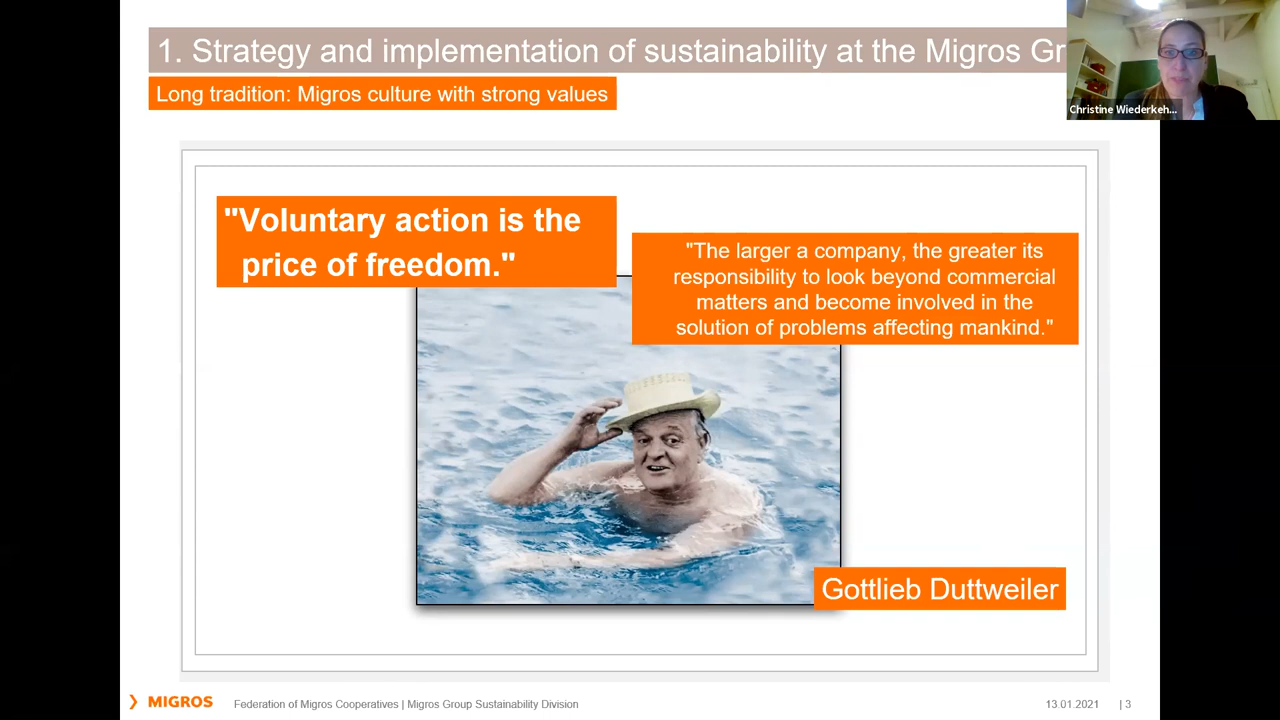 1. Strategy and implementation of sustainability at the Migros Gr
Christine Wiederkeh...
Long tradition: Migros culture with strong values
"Voluntary action is the
price of freedom."
"The larger a company, the greater its
responsibility to look beyond commercial
matters and become involved in the
solution of problems affecting mankind."
Gottlieb Duttweiler
MIGROS
Federation of Migros Cooperatives | Migros Group Sustainability Division
13.01.2021 | 3